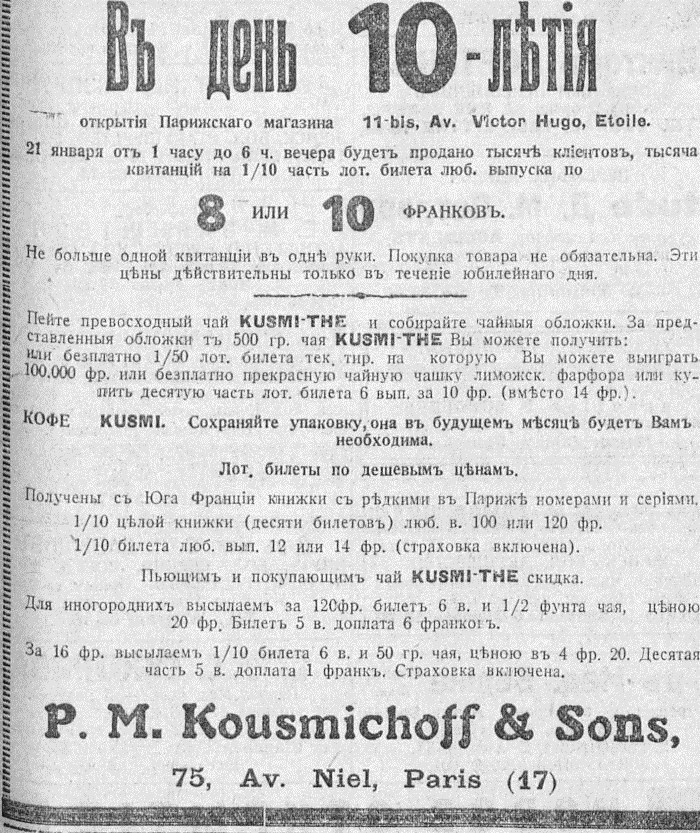 Въ день 10-лѣтія
открытія Парижскаго магазина 11-bis, Av. Victor Hugo, Etoile.
21 января отъ 1 часу до 6 ч. вечера будетъ продано тысячѣ клiентовъ, тысяча
квитанцій на 1/10 часть лот. билета люб. выпуска по
8 или 10 ФРАНКОВЪ.
Не больше одной квитанціи въ однѣ руки. Покупка товара не обязательна. Эти
цѣны дѣйствительны только въ теченіе юбилейнаго дня.
Пейте превосходный чай KUSMI-THE и собирайте чайныя обложки. За пред-
ставленныя обложки тъ 500 гр. чая KUSMI-THE Вы можете получить:
или безплатно 1/50 лот. билета тек. тир. на которую Вы можете выиграть
100.000 фр. или безплатно прекрасную чайную чашку лиможск. фарфора или ку-
пить десятую часть лот. билета 6 вып. за 10 фр. (вмѣсто 14 фр.).
КОФЕ KUSMI. Сохраняйте упаковку, она въ будущемъ мѣсяцѣ будетъ Вамъ
необходима.
Лот. билеты по дешевымъ цѣнамъ.
Получены съ Юга Франціи книжки съ рѣдкими въ Парижѣ номерами и серіями,
1/10 цѣлой книжки (десяти билетовъ) люб. в. 100 или 120 фр.
1/10 билета люб. вып. 12 или 14 фр. (страховка включена).
Пьющимъ и покупающимъ чай KUSMI-THE скидка.
Для иногороднихъ высылаемъ за 120фр. билетъ 6 в. и 1/2 фунта чая, цѣною
20 фр. Билетъ 5 в. доплата 6 франковъ.
За 16 фр. высылаемъ 1/10 билета 6 в. и 50 гр. чая, цѣною въ 4 фр. 20. Десятая
часть 5 в. доплата 1 франк. Страховка включена.
P. M. Kousmichoff & Sons,
75, Av. Niel, Paris (17)